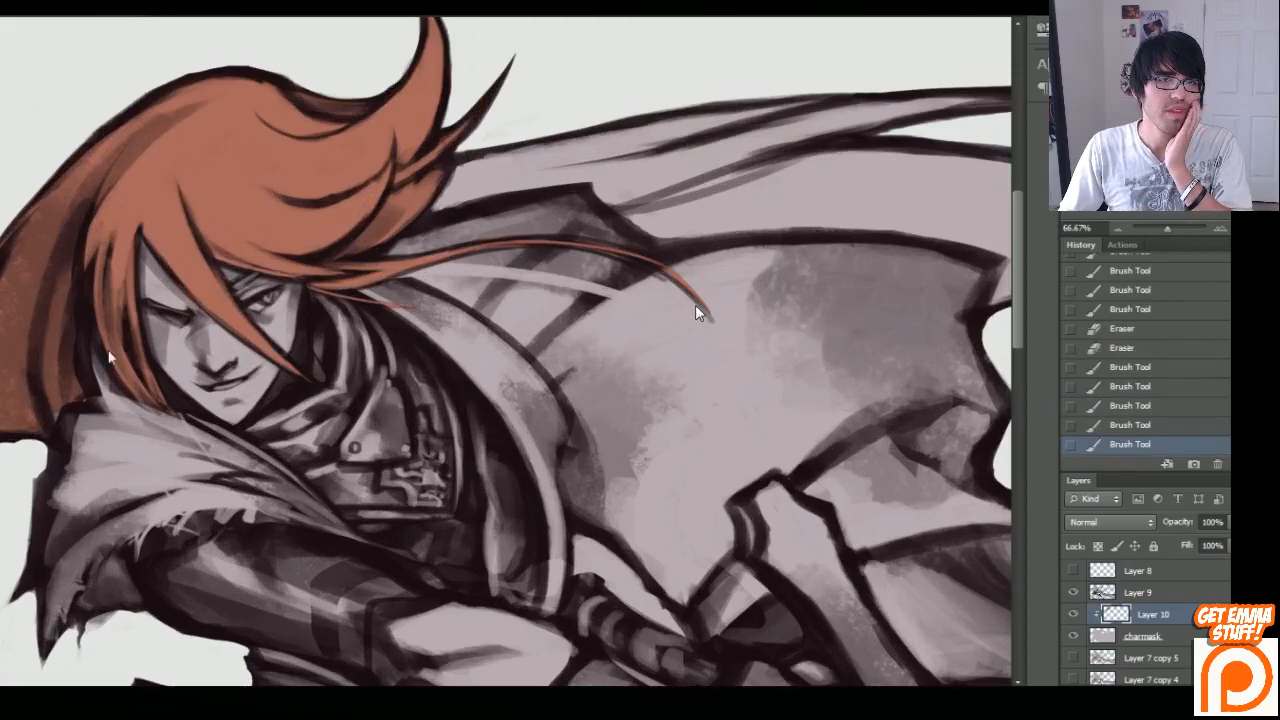 66.67%
History Actions
Brush Tool
Brush Tool
Brush Tool
Eraser
Eraser
Brush Tool
Brush Tool
Brush Tool
Brush Tool
Brush Tool
Layers
Kind
Normal Opacity: 100%
Lock: Fill: 100%
Layer 8
Layer 9
Layer 10
charmask
Layer 7 copy 5
Layer 7 copy 4
GET EMMA
STUFF!